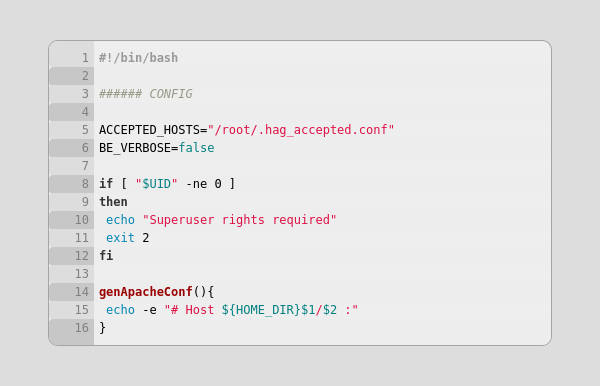 1 #!/bin/bash
2
3 ###### CONFIG
4
5 ACCEPTED_HOSTS="/root/.hag_accepted.conf"
6 BE_VERBOSE=false
7
8 if [ "$UID" -ne 0 ]
9 then
10  echo "Superuser rights required"
11  exit 2
12 fi
13
14 genApacheConf(){
15  echo -e "# Host ${HOME_DIR}$1/$2 :"
16 }